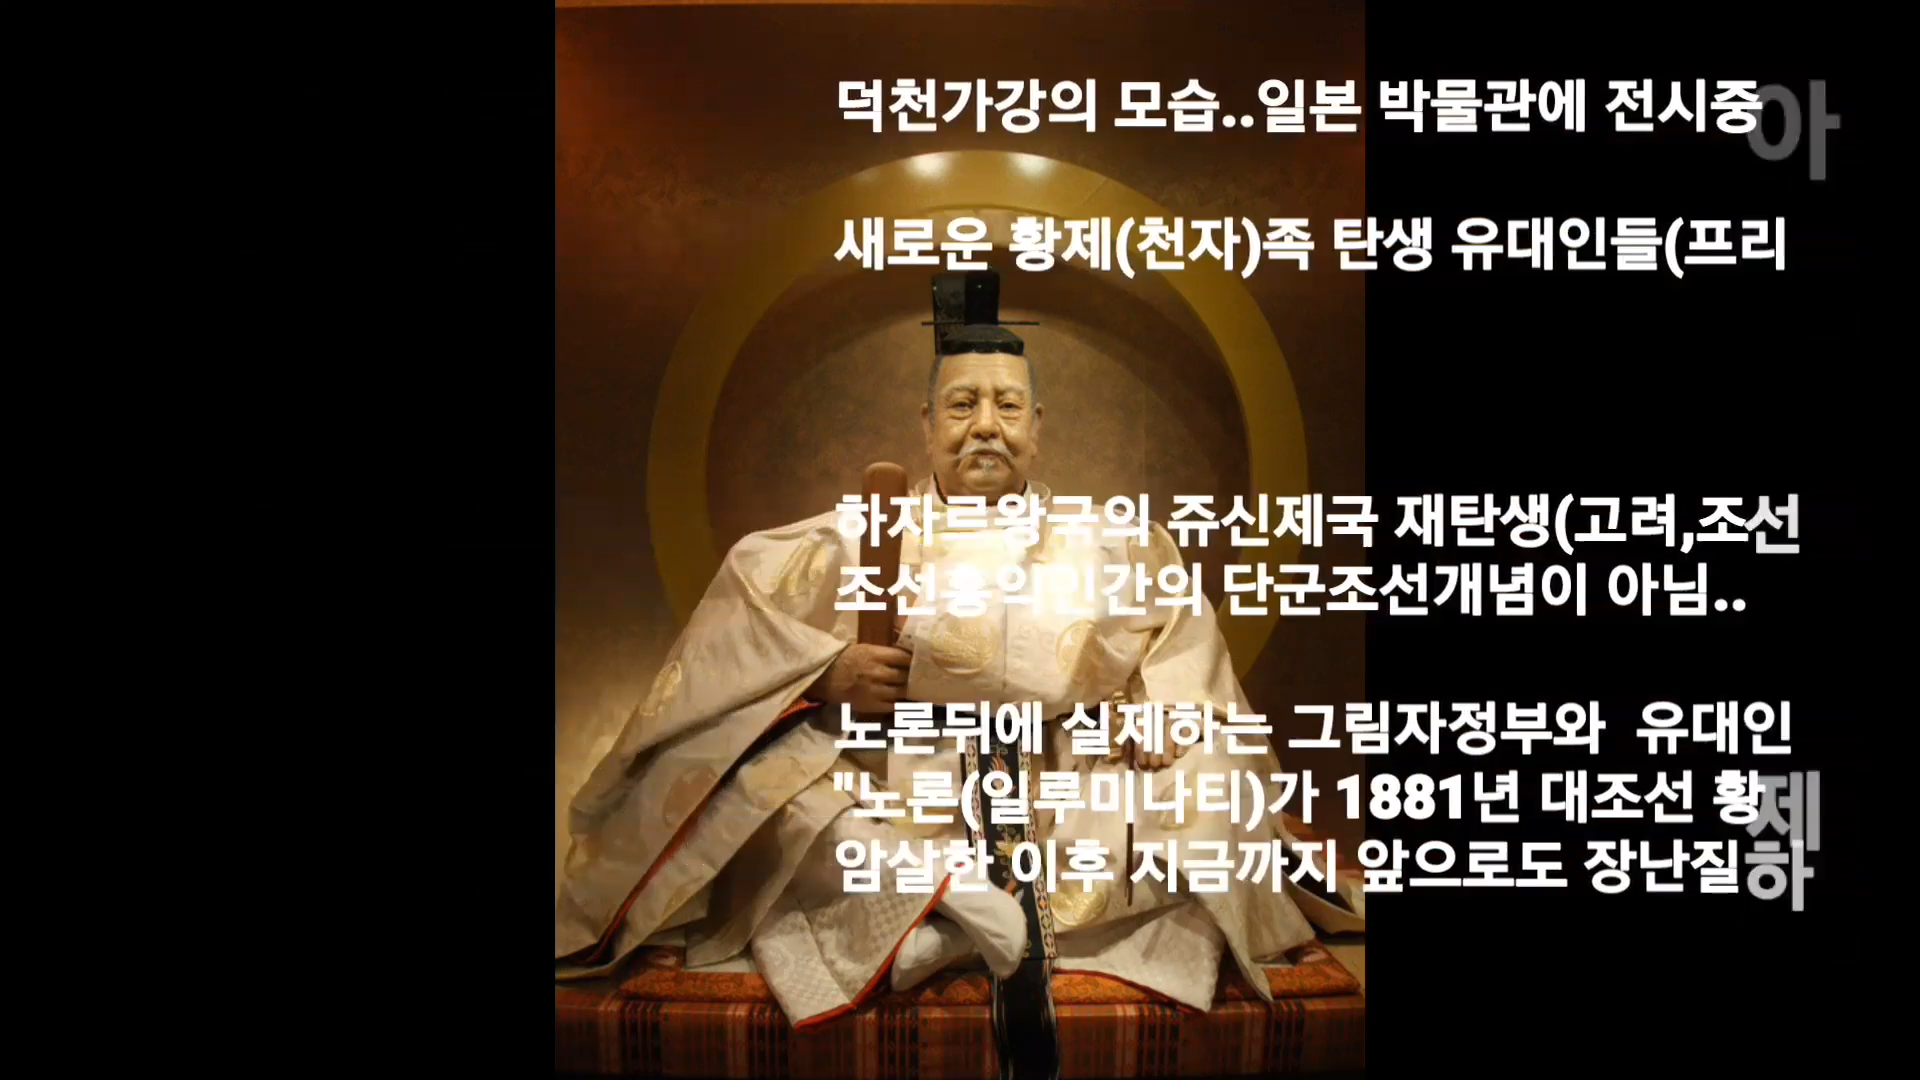 덕천가강의 모습..일본 박물관에 전시중
아
새로운 황제(천자)족 탄생 유대인들(프리
하자르왕국의 쥬신제국 재탄생(고려,조선
조선홍익인간의 단군조선개념이 아님..
노론뒤에 실제하는 그림자정부와 유대인
"노론(일루미나티)가 1881년 대조선 황제
암살한 이후 지금까지 앞으로도 장난질하